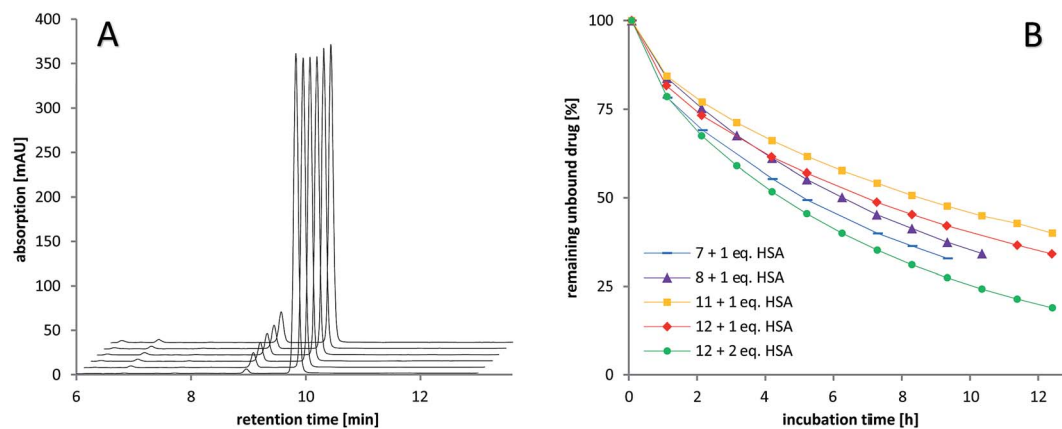 A
400
350
300
250
200
150
100
50
0
absorption [mAU]
6
8
10
12
retention time [min]
B
100
75
50
25
0
remaining unbound drug [%]
7 + 1 eq. HSA
8 + 1 eq. HSA
11 + 1 eq. HSA
12 + 1 eq. HSA
12 + 2 eq. HSA
0
2
4
6
8
10
12
incubation time [h]